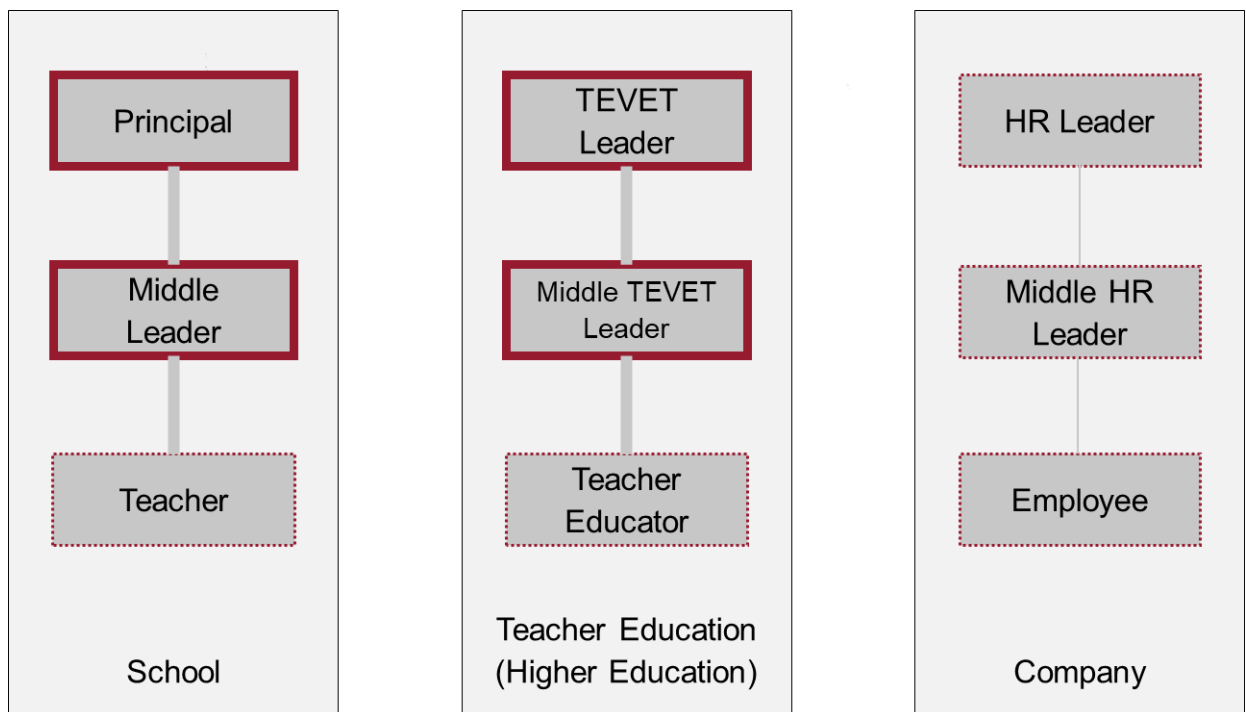 Principal
Middle
Leader
Teacher
School
TEVET
Leader
Middle TEVET
Leader
Teacher
Educator
Teacher Education
(Higher Education)
HR Leader
Middle HR
Leader
Employee
Company